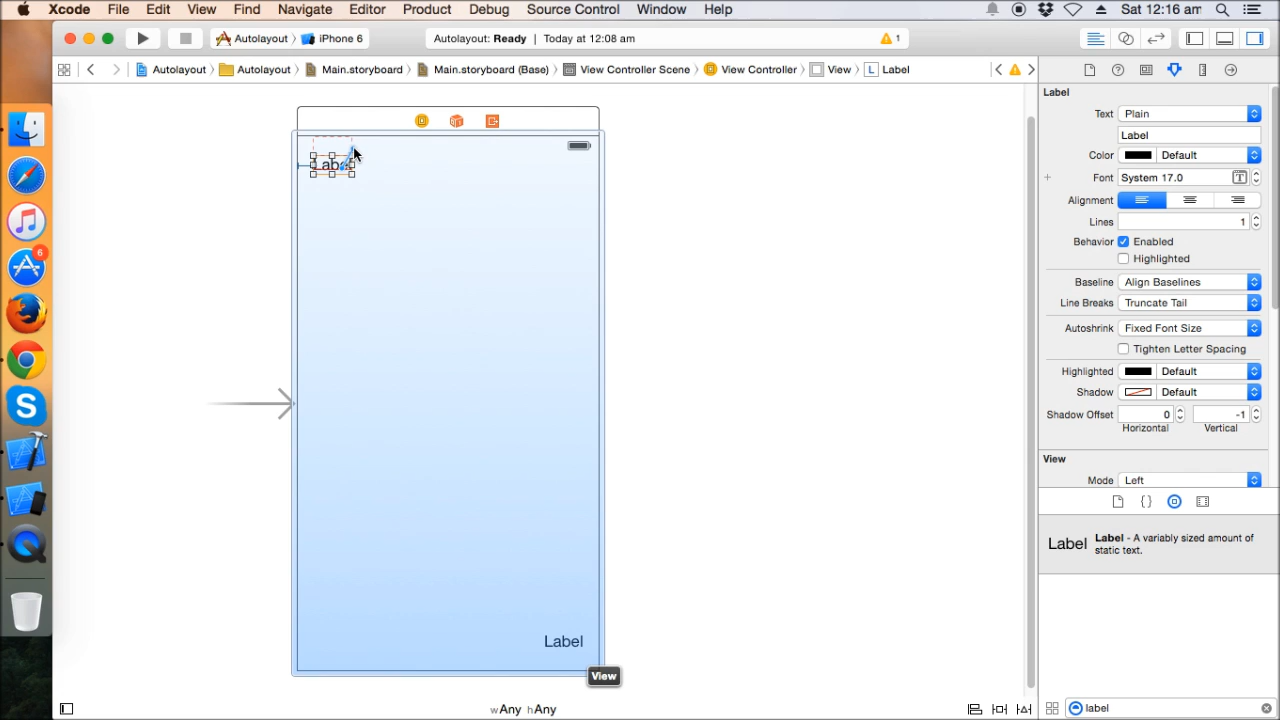 Xcode File Edit View Find Navigate Editor Product Debug Source Control Window Help Sat 12:16 am
Autolayout iPhone 6 Autolayout: Ready | Today at 12:08 am 1
Autolayout Autolayout Main.storyboard Main.storyboard (Base) View Controller Scene View Controller View L Label
Label
Text Plain
Label
Color Default
Font System 17.0 T
Alignment
Lines 1
Behavior Enabled
Highlighted
Baseline Align Baselines
Line Breaks Truncate Tail
Autoshrink Fixed Font Size
Tighten Letter Spacing
Highlighted Default
Shadow Default
Shadow Offset 0 -1
Horizontal Vertical
View
Mode Left
Label Label - A variably sized amount of
static text.
label
Label
Label
View
wAny hAny
6